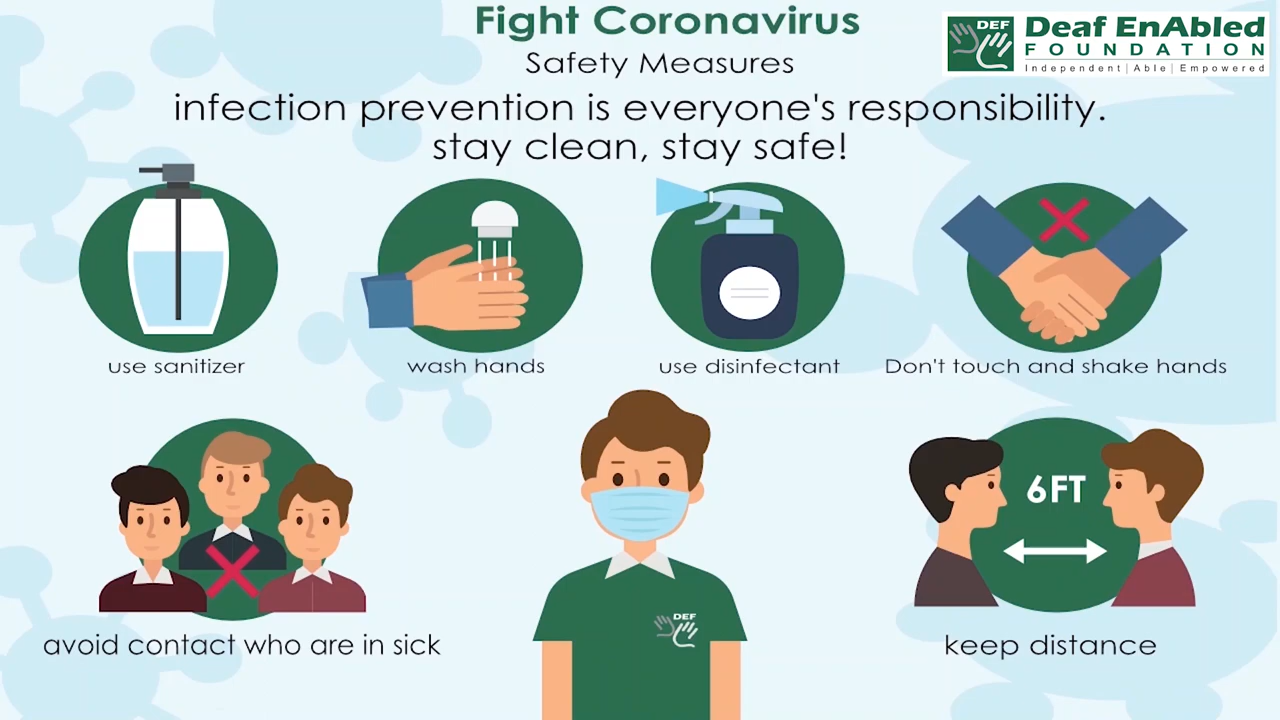 Fight Coronavirus
Safety Measures
DEF
Deaf EnAbled
FOUNDATION
Independent | Able | Empowered
infection prevention is everyone's responsibility.
stay clean, stay safe!
use sanitizer
wash hands
use disinfectant
Don't touch and shake hands
6FT
DEF
avoid contact who are in sick
keep distance